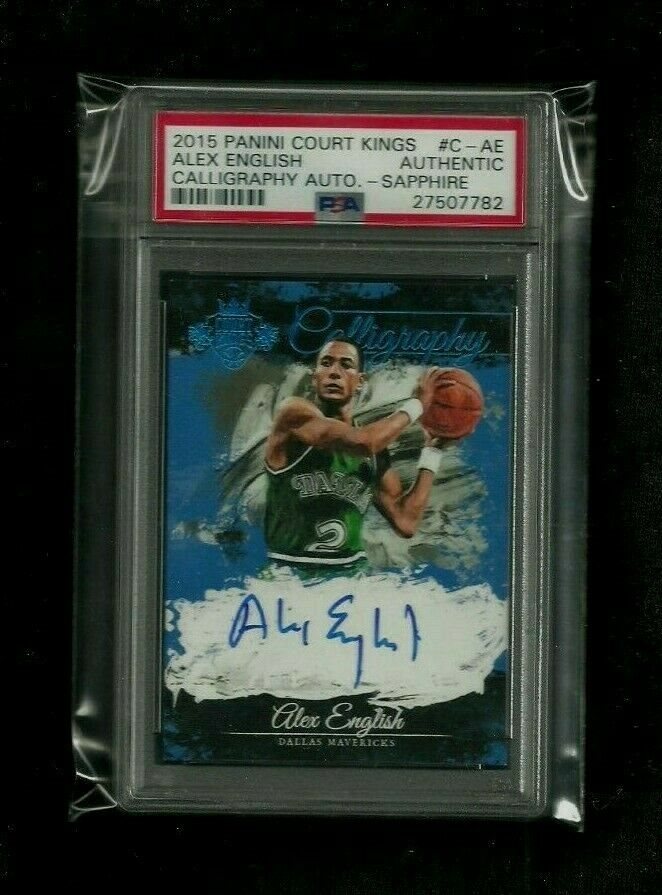 2015 PANINI COURT KINGS #C-AE
ALEX ENGLISH AUTHENTIC
CALLIGRAPHY AUTO.-SAPPHIRE
PSA 27507782
Calligraphy
DALLAS
2
Alex English
Alex English
DALLAS MAVERICKS